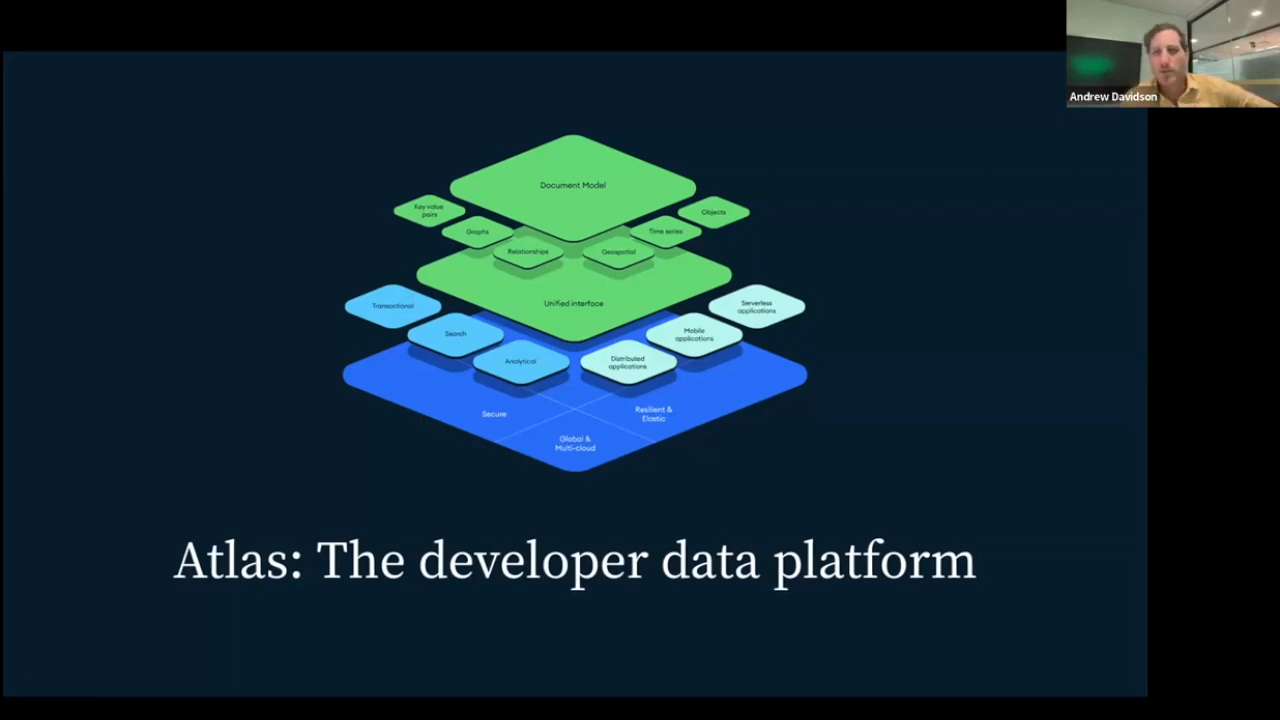 Andrew Davidson
Document Model
Key value
pairs
Objects
Graphs
Time series
Relationships
Geospatial
Unified interface
Transactional
Serverless
applications
Search
Mobile
applications
Analytical
Distributed
applications
Secure
Resilient &
Elastic
Global &
Multi-cloud
Atlas: The developer data platform